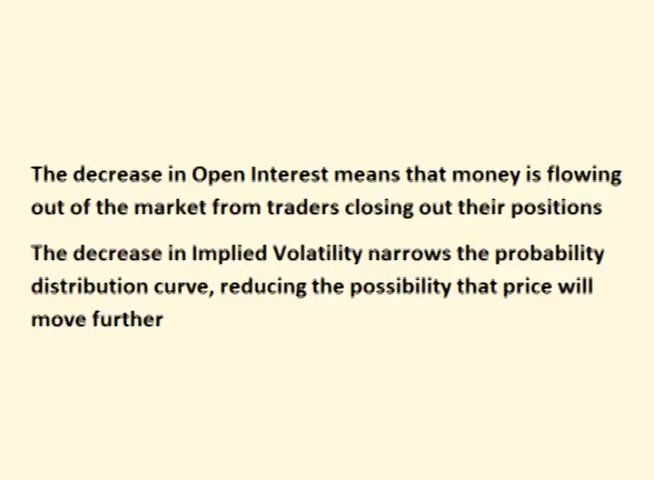 The decrease in Open Interest means that money is flowing
out of the market from traders closing out their positions
The decrease in Implied Volatility narrows the probability
distribution curve, reducing the possibility that price will
move further